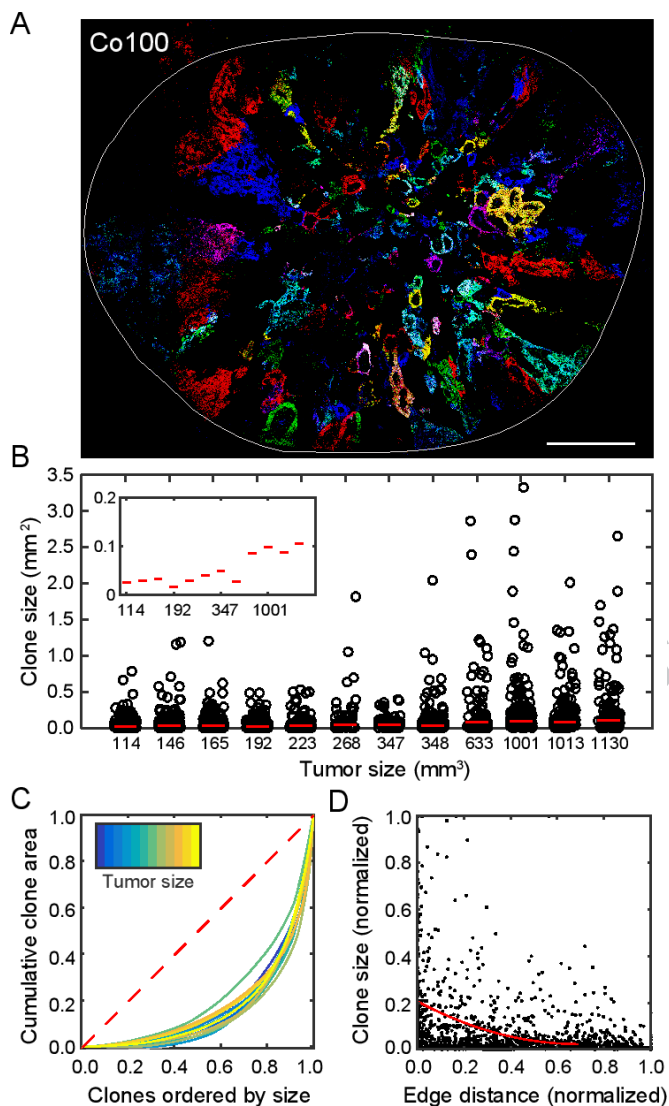 A
Co100
B
Clone size (mm²)
3.5
3.0
2.5
2.0
1.5
1.0
0.5
0.0
0.2
0.1
0
114 192 347 1001
114 146 165 192 223 268 347 348 633 1001 1013 1130
Tumor size (mm³)
C
Cumulative clone area
1.0
0.8
0.6
0.4
0.2
0.0
Tumor size
0.0 0.2 0.4 0.6 0.8 1.0
Clones ordered by size
D
Clone size (normalized)
1.0
0.8
0.6
0.4
0.2
0.0
0.0 0.2 0.4 0.6 0.8 1.0
Edge distance (normalized)